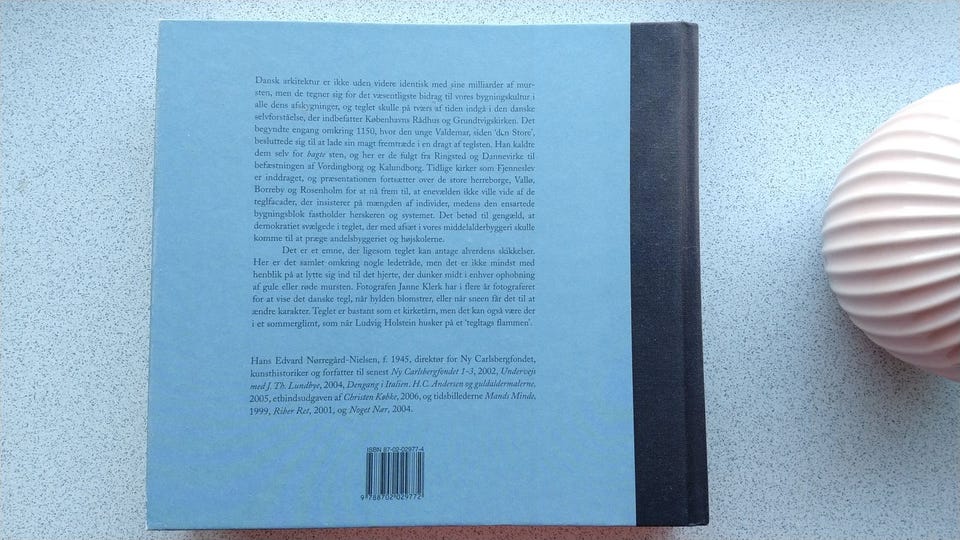 Dansk arkitektur er ikke uden videre identisk med sine milliarder af mur-
sten, men de tegner sig for det væsentligste bidrag til vores bygningskultur i
alle dens afskygninger, og teglet skulle på tværs af tiden indgå i den danske
selvforståelse, der indbefatter Københavns Rådhus og Grundtvigskirken. Det
begyndte engang omkring 1150, hvor den unge Valdemar, siden 'den Store',
besluttede sig til at lade sin magt fremtræde i en dragt af teglsten. Han kaldte
dem selv for bagte sten, og her er de fulgt fra Ringsted og Dannevirke til
befæstningen af Vordingborg og Kalundborg. Tidlige kirker som Fjenneslev
er inddraget, og præsentationen fortsætter over de store herreborge, Vallø,
Borreby og Rosenholm for at nå frem til, at enevælden ikke ville vide af de
teglfacader, der insisterer på mængden af individer, medens den ensartede
bygningsblok fastholder herskeren og systemet. Det betød til gengæld, at
demokratiet svælgede i teglet, der med afsæt i vores middelalderbyggeri skulle
komme til at præge andelsbyggeriet og højskolerne.
Det er et emne, der ligesom teglet kan antage alverdens skikkelser.
Her er det samlet omkring nogle ledetråde, men det er ikke mindst med
henblik på at lytte sig ind til det hjerte, der dunker midt i enhver ophobning
af gule eller røde mursten. Fotografen Janne Klerk har i flere år fotograferet
for at vise det danske tegl, når hylden blomstrer, eller når sneen får det til at
ændre karakter. Teglet er bastant som et kirketårn, men det kan også være der
i et sommerglimt, som når Ludvig Holstein husker på et 'tegltags flammen'.
Hans Edvard Nørregård-Nielsen, f. 1945, direktør for Ny Carlsbergfondet,
kunsthistoriker og forfatter til senest Ny Carlsbergfondet 1-3, 2002, Undervejs
med J. Th. Lundbye, 2004, Dengang i Italien. H.C. Andersen og guldaldermalerne,
2005, etbindsudgaven af Christen Købke, 2006, og tidsbillederne Mands Minde,
1999, Riber Ret, 2001, og Noget Nær, 2004.
ISBN 87-02-02977-4
9 788702 029772